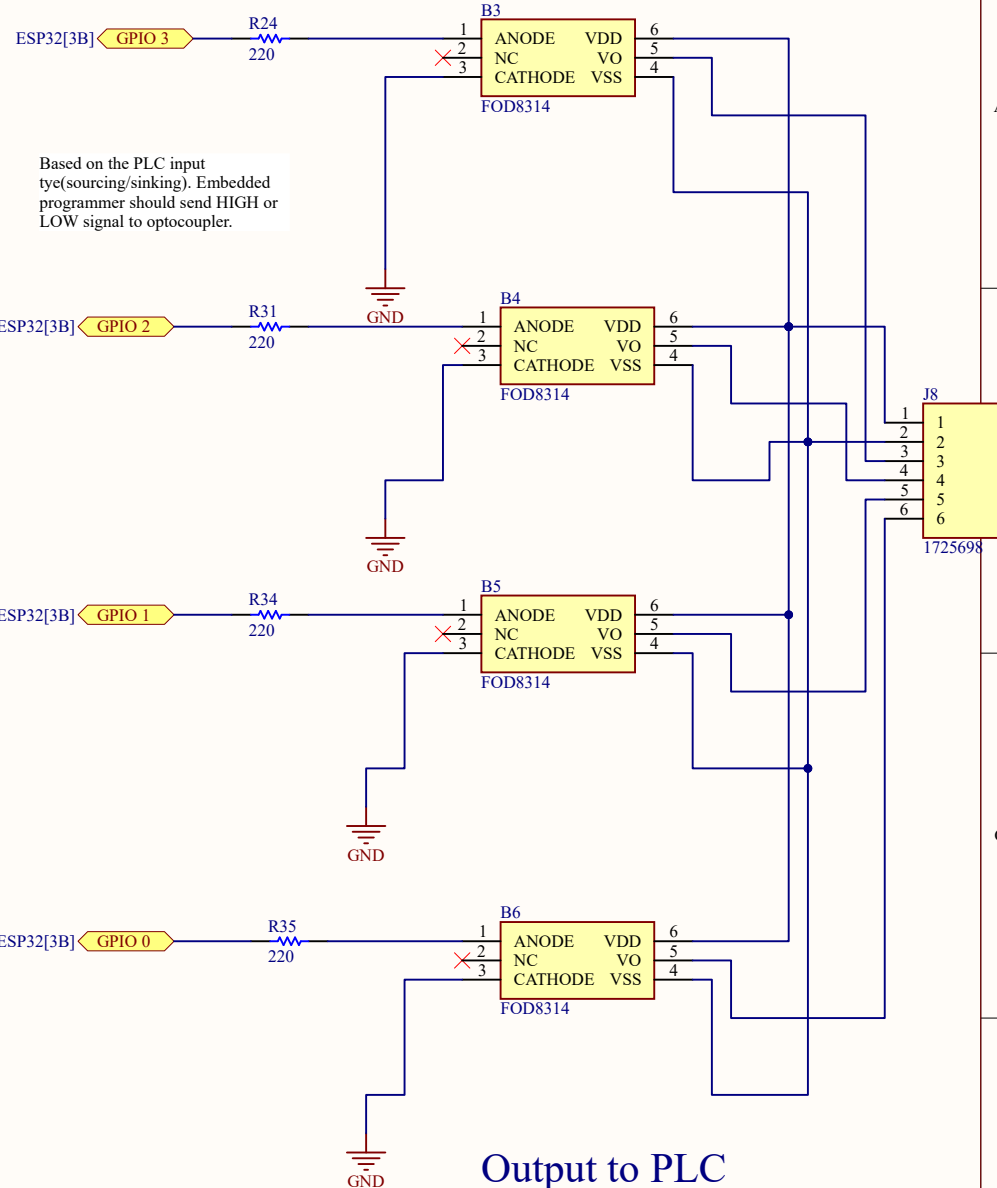 B3
R24
ESP32[3B] GPIO 3
220
1 ANODE VDD 6
2 NC VO 5
3 CATHODE VSS 4
FOD8314
Based on the PLC input
tye(sourcing/sinking). Embedded
programmer should send HIGH or
LOW signal to optocoupler.
GND
B4
R31
ESP32[3B] GPIO 2
220
1 ANODE VDD 6
2 NC VO 5
3 CATHODE VSS 4
FOD8314
GND
J8
1 1
2 2
3 3
4 4
5 5
6 6
1725698
B5
R34
ESP32[3B] GPIO 1
220
1 ANODE VDD 6
2 NC VO 5
3 CATHODE VSS 4
FOD8314
GND
B6
R35
ESP32[3B] GPIO 0
220
1 ANODE VDD 6
2 NC VO 5
3 CATHODE VSS 4
FOD8314
GND
Output to PLC